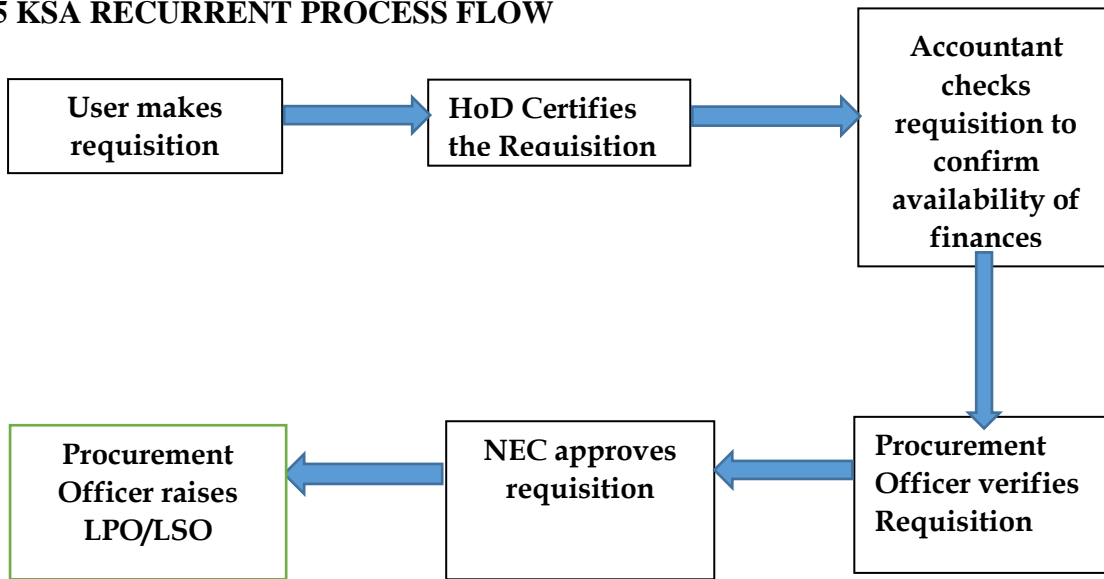 5 KSA RECURRENT PROCESS FLOW
User makes
requisition
HoD Certifies
the Requisition
Accountant
checks
requisition to
confirm
availability of
finances
Procurement
Officer verifies
Requisition
NEC approves
requisition
Procurement
Officer raises
LPO/LSO